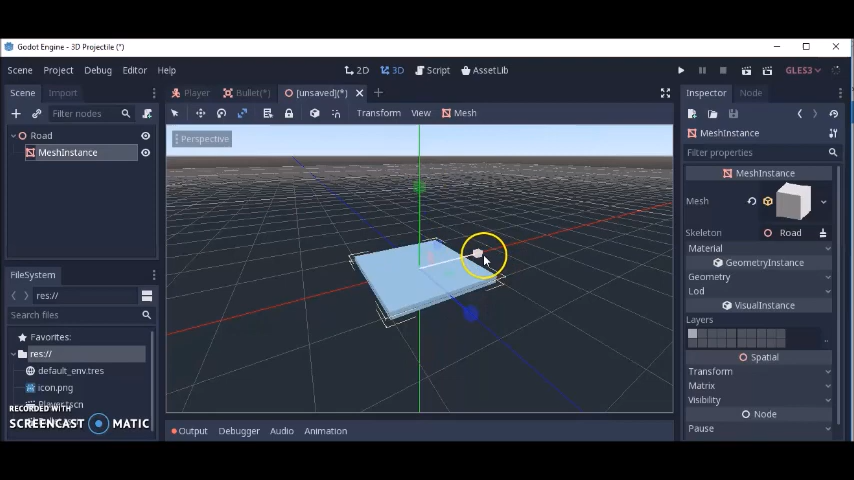 Godot Engine - 3D Projectile (*)
Scene Project Debug Editor Help
2D 3D Script AssetLib
GLES3
Scene Import
Player Bullet(*) [unsaved](*)
Inspector Node
Filter nodes
Transform View Mesh
Road
MeshInstance
Perspective
MeshInstance
Filter properties
MeshInstance
Mesh
Skeleton Road
Material
GeometryInstance
Geometry
Lod
VisualInstance
Layers
..
Spatial
Transform
Matrix
Visibility
Node
Pause
FileSystem
res://
Search files
Favorites:
res://
default_env.tres
icon.png
Player.tscn
RECORDED WITH
SCREENCAST MATIC
Output Debugger Audio Animation